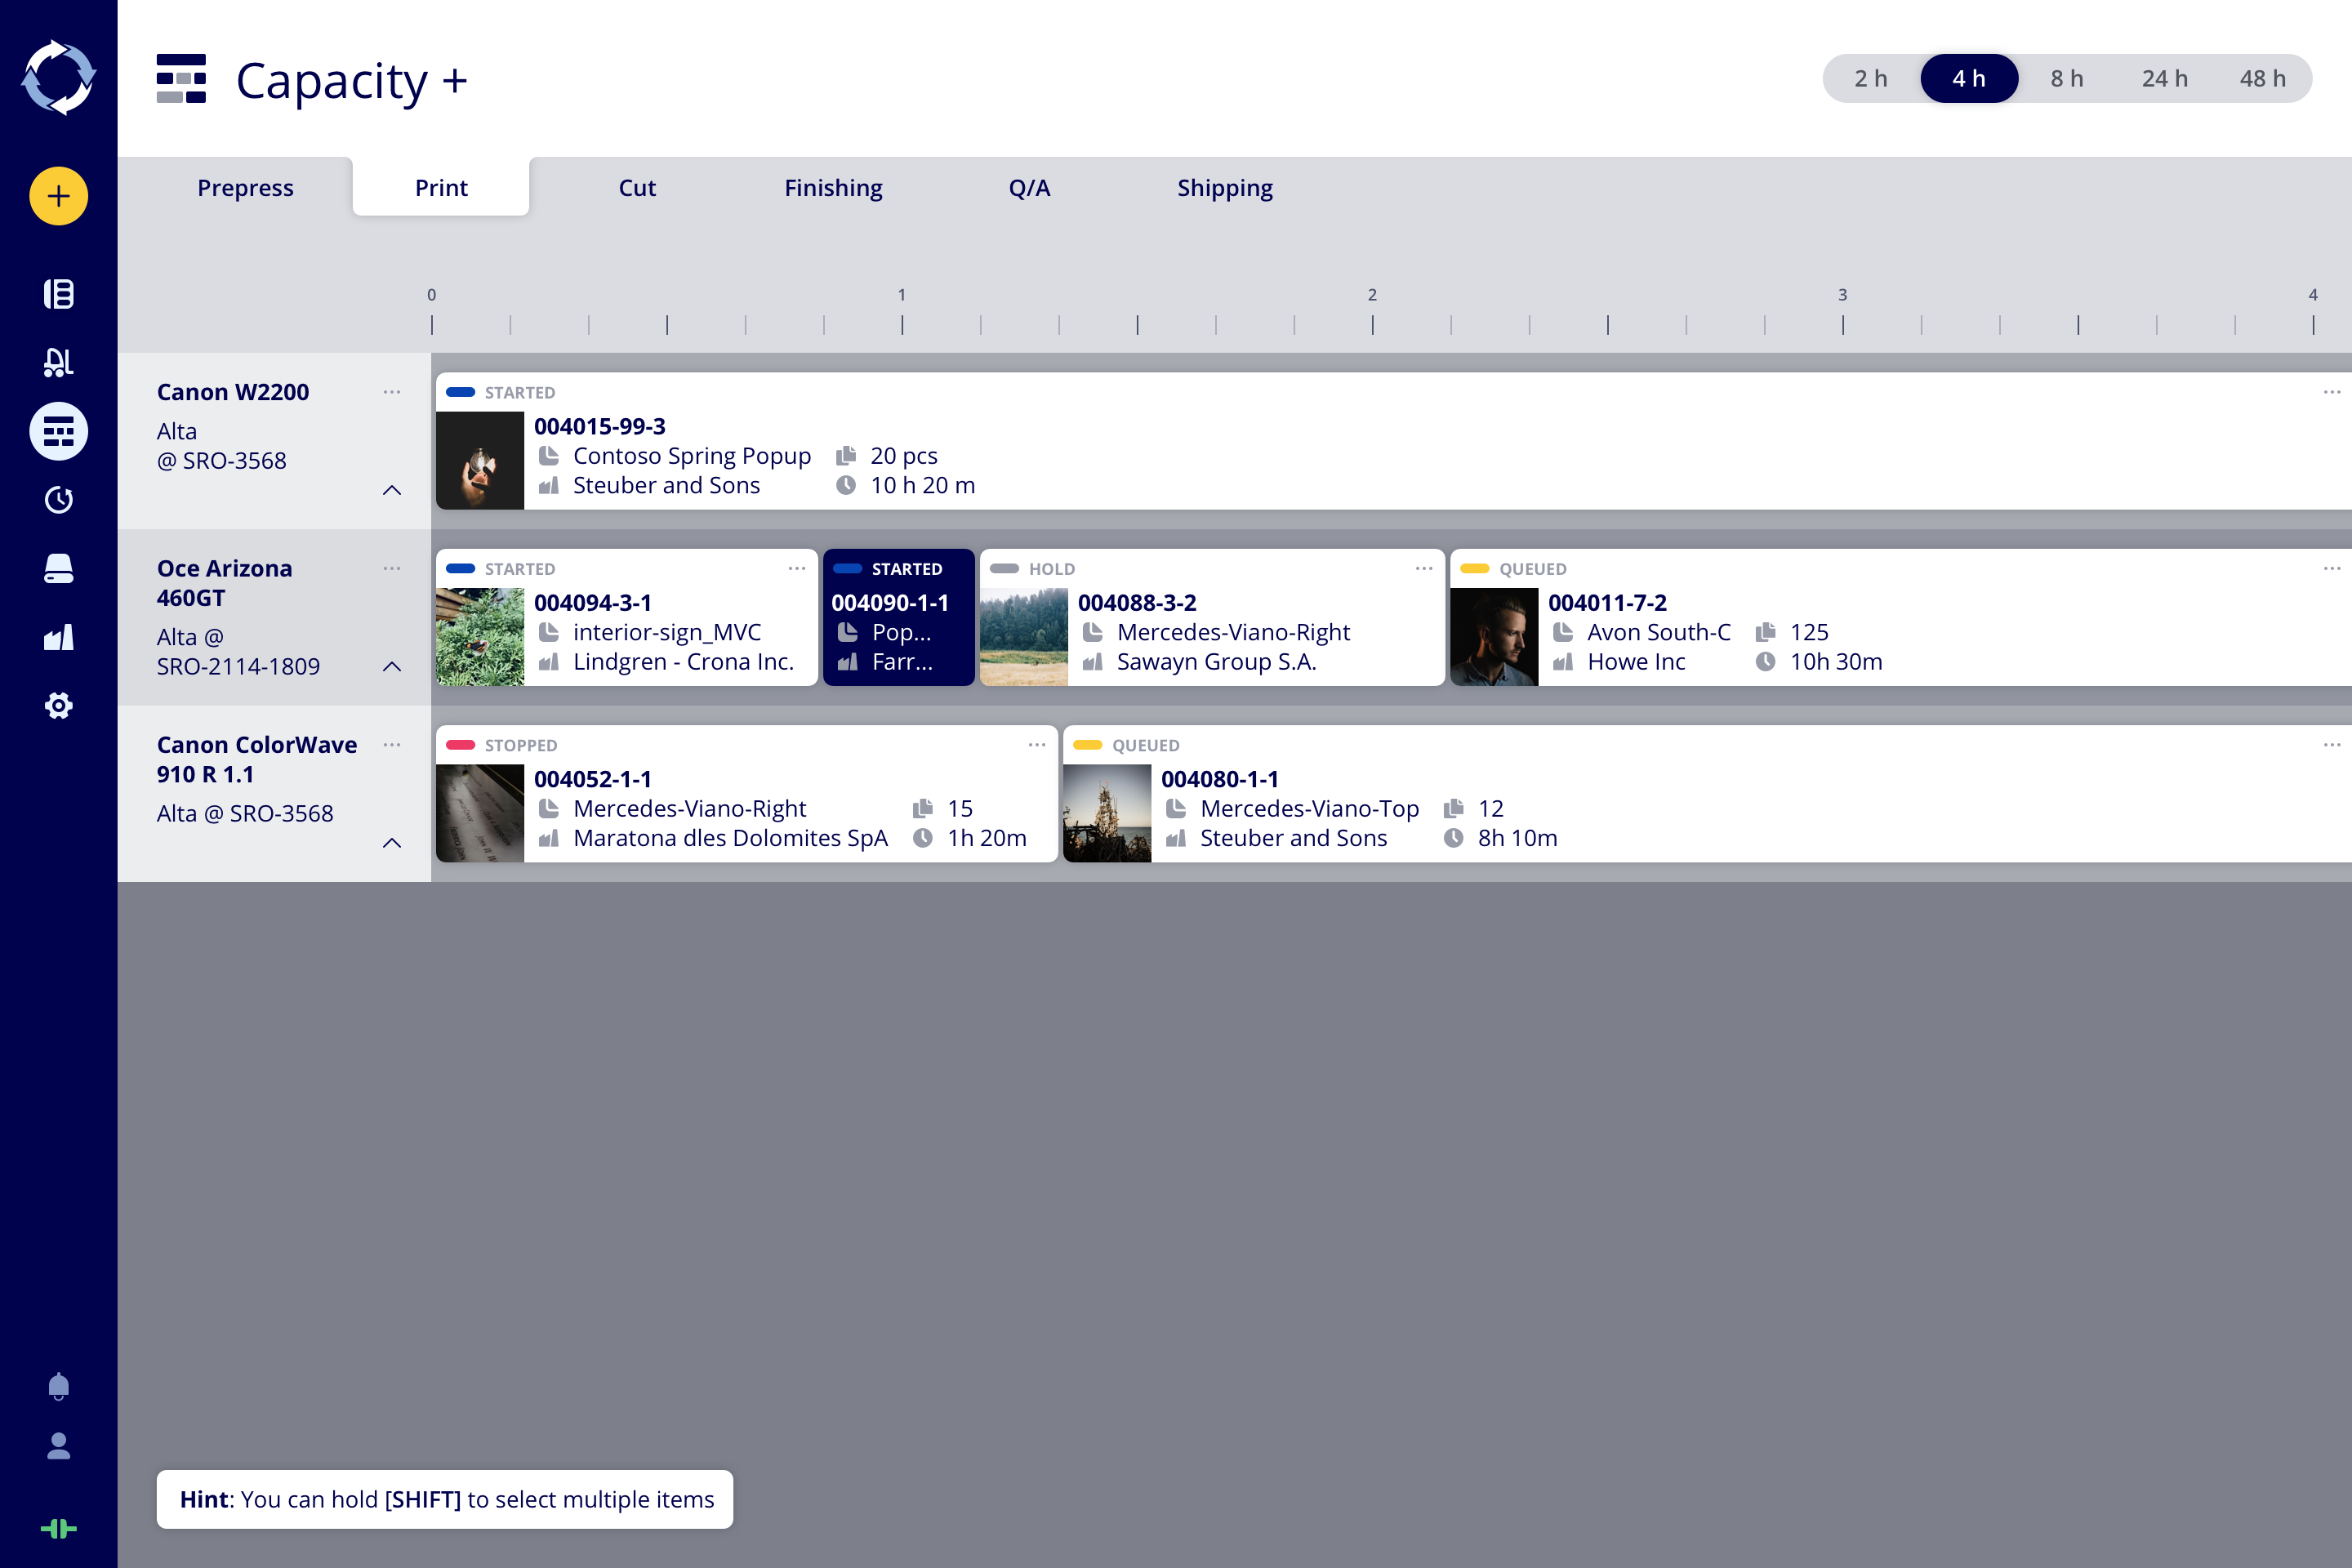 Capacity +
2 h 4 h 8 h 24 h 48 h
Prepress Print Cut Finishing Q/A Shipping
0 1 2 3 4
Canon W2200
Alta
@ SRO-3568
STARTED
004015-99-3
Contoso Spring Popup 20 pcs
Steuber and Sons 10 h 20 m
Oce Arizona
460GT
Alta @
SRO-2114-1809
STARTED
004094-3-1
interior-sign_MVC
Lindgren - Crona Inc.
STARTED
004090-1-1
Pop...
Farr...
HOLD
004088-3-2
Mercedes-Viano-Right
Sawayn Group S.A.
QUEUED
004011-7-2
Avon South-C 125
Howe Inc 10h 30m
Canon ColorWave
910 R 1.1
Alta @ SRO-3568
STOPPED
004052-1-1
Mercedes-Viano-Right 15
Maratona dles Dolomites SpA 1h 20m
QUEUED
004080-1-1
Mercedes-Viano-Top 12
Steuber and Sons 8h 10m
Hint: You can hold [SHIFT] to select multiple items